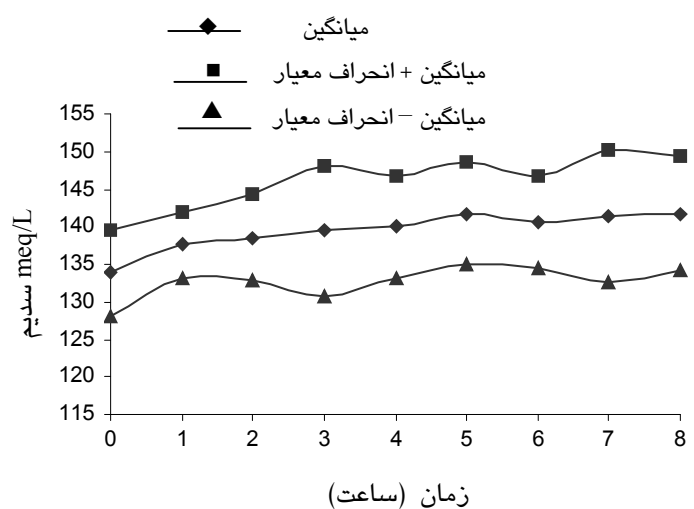 میانگین
میانگین + انحراف معیار
میانگین – انحراف معیار
155
150
145
140
135
130
125
120
115
سدیم meq/L
0 1 2 3 4 5 6 7 8
زمان (ساعت)